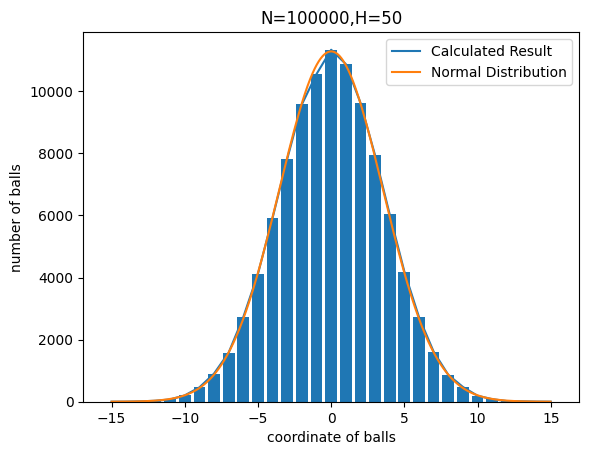 N=100000,H=50
Calculated Result
Normal Distribution
number of balls
10000
8000
6000
4000
2000
0
−15 −10 −5 0 5 10 15
coordinate of balls